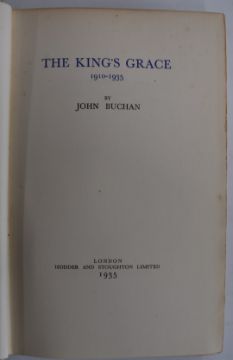 THE KING'S GRACE
1910-1935
BY
JOHN BUCHAN
LONDON
HODDER AND STOUGHTON LIMITED
1935